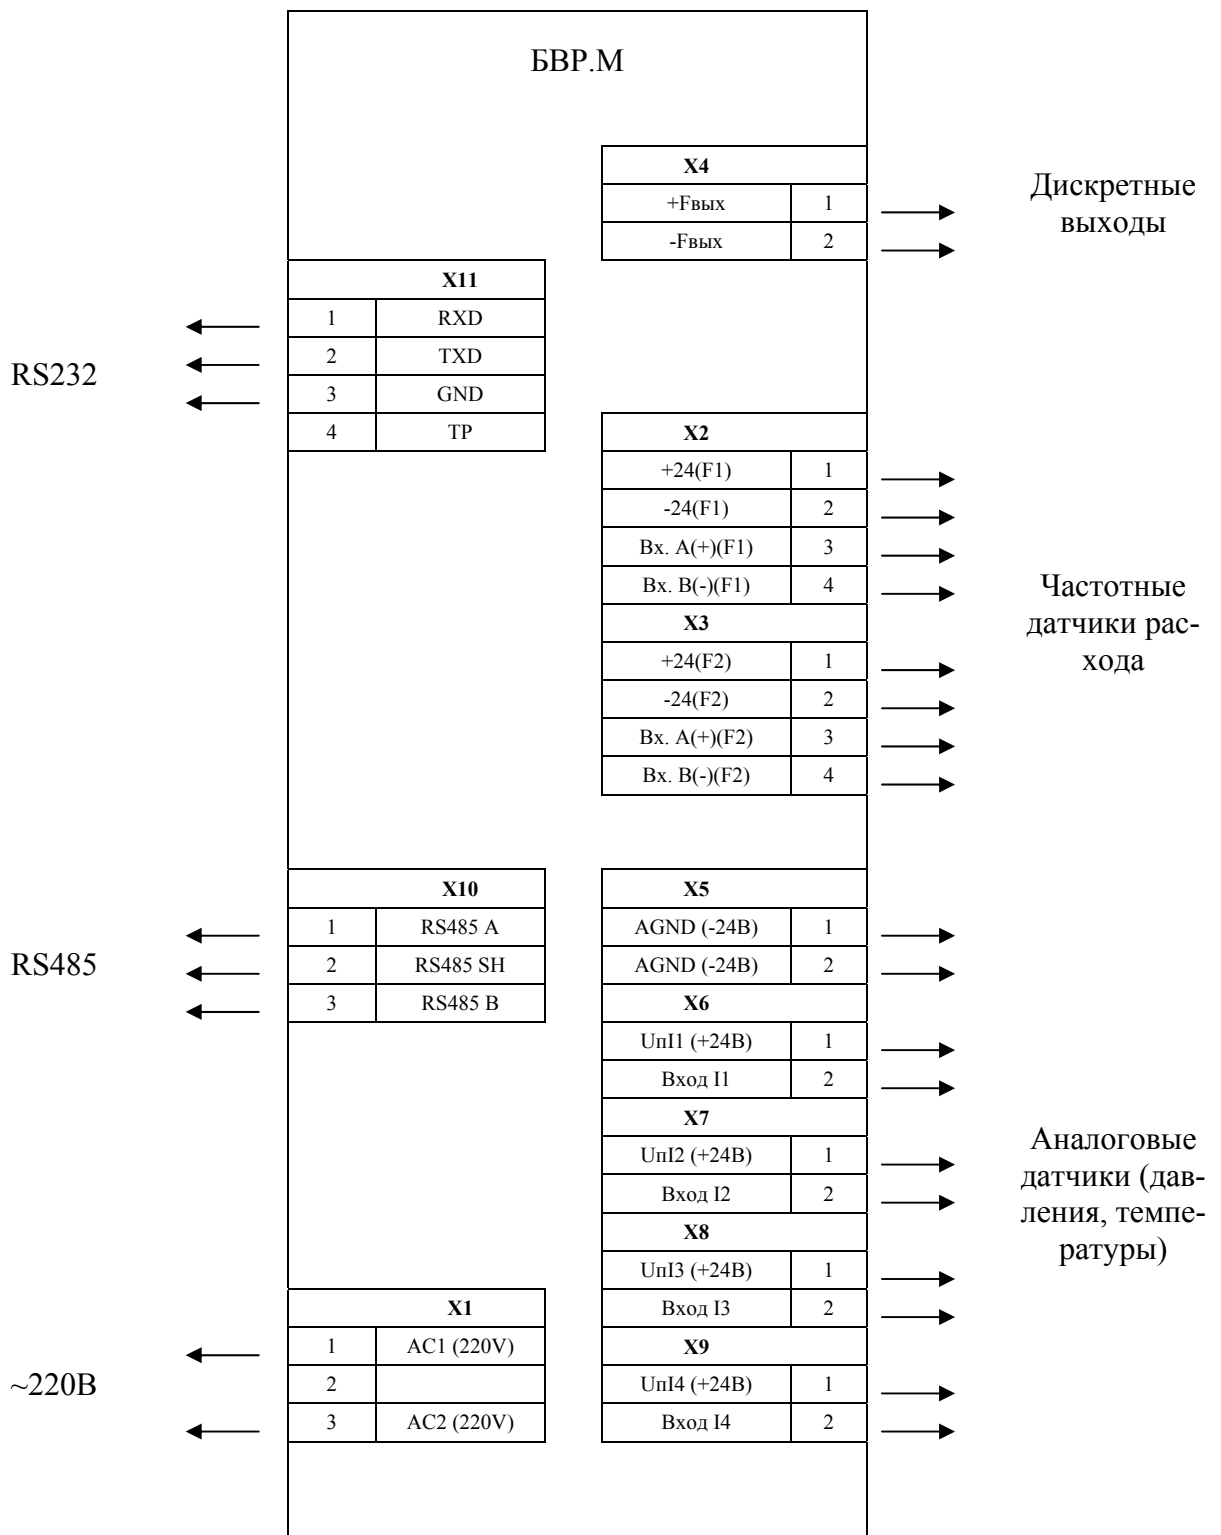 БВР.М
X4
+Fвых 1
-Fвых 2
Дискретные
выходы
X11
1 RXD
2 TXD
3 GND
4 TP
RS232
X2
+24(F1) 1
-24(F1) 2
Вх. A(+)(F1) 3
Вх. B(-)(F1) 4
X3
+24(F2) 1
-24(F2) 2
Вх. A(+)(F2) 3
Вх. B(-)(F2) 4
Частотные
датчики рас-
хода
X10
1 RS485 A
2 RS485 SH
3 RS485 B
RS485
X5
AGND (-24В) 1
AGND (-24В) 2
X6
UпI1 (+24В) 1
Вход I1 2
X7
UпI2 (+24В) 1
Вход I2 2
X8
UпI3 (+24В) 1
Вход I3 2
X9
UпI4 (+24В) 1
Вход I4 2
Аналоговые
датчики (дав-
ления, темпе-
ратуры)
X1
1 AC1 (220V)
2
3 AC2 (220V)
~220В